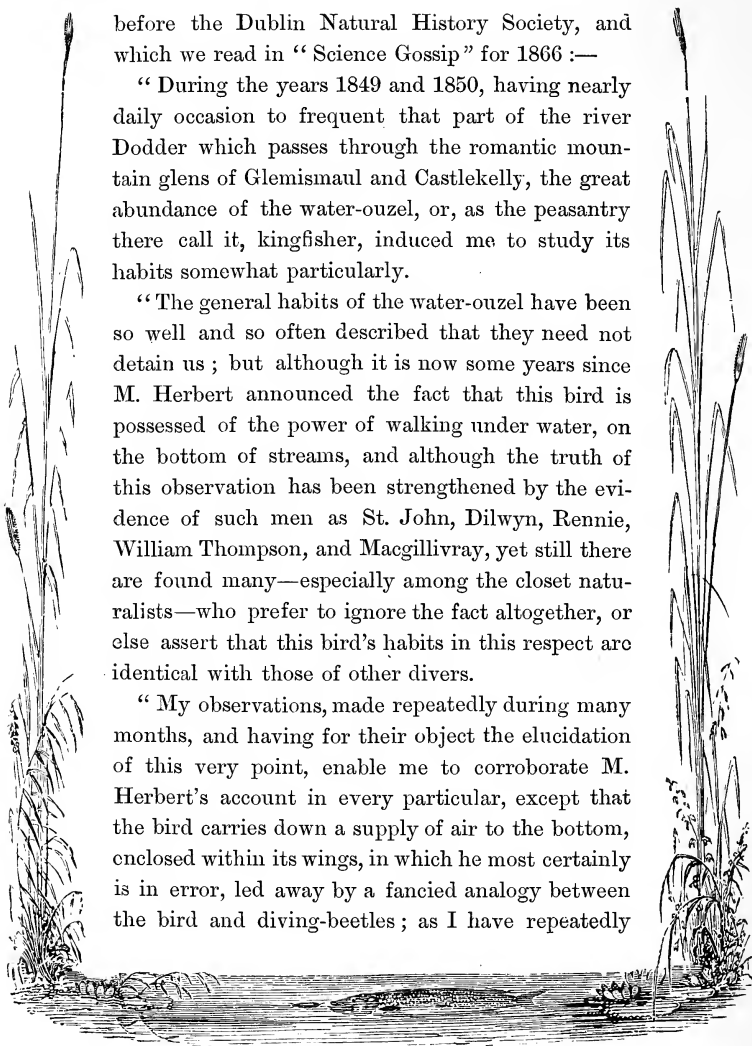 before the Dublin Natural History Society, and
which we read in “ Science Gossip” for 1866 :—
“ During the years 1849 and 1850, having nearly
daily occasion to frequent that part of the river
Dodder which passes through the romantic moun-
tain glens of Glemismaul and Castlekelly, the great
abundance of the water-ouzel, or, as the peasantry
there call it, kingfisher, induced me to study its
habits somewhat particularly.
“ The general habits of the water-ouzel have been
so well and so often described that they need not
detain us ; but although it is now some years since
M. Herbert announced the fact that this bird is
possessed of the power of walking under water, on
the bottom of streams, and although the truth of
this observation has been strengthened by the evi-
dence of such men as St. John, Dilwyn, Rennie,
William Thompson, and Macgillivray, yet still there
are found many—especially among the closet natu-
ralists—who prefer to ignore the fact altogether, or
else assert that this bird’s habits in this respect are
identical with those of other divers.
“ My observations, made repeatedly during many
months, and having for their object the elucidation
of this very point, enable me to corroborate M.
Herbert’s account in every particular, except that
the bird carries down a supply of air to the bottom,
enclosed within its wings, in which he most certainly
is in error, led away by a fancied analogy between
the bird and diving-beetles ; as I have repeatedly